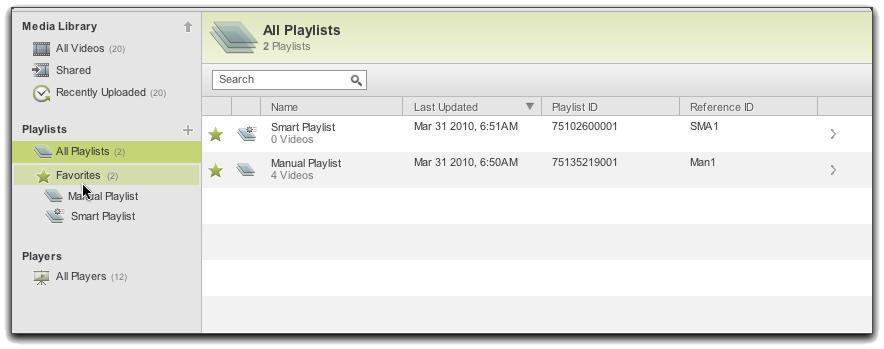 Media Library
All Videos (20)
Shared
Recently Uploaded (20)
Playlists
All Playlists (2)
Favorites (2)
Manual Playlist
Smart Playlist
Players
All Players (12)
All Playlists
2 Playlists
Search
Name Last Updated Playlist ID Reference ID
Smart Playlist Mar 31 2010, 6:51AM 75102600001 SMA1
0 Videos
Manual Playlist Mar 31 2010, 6:50AM 75135219001 Man1
4 Videos